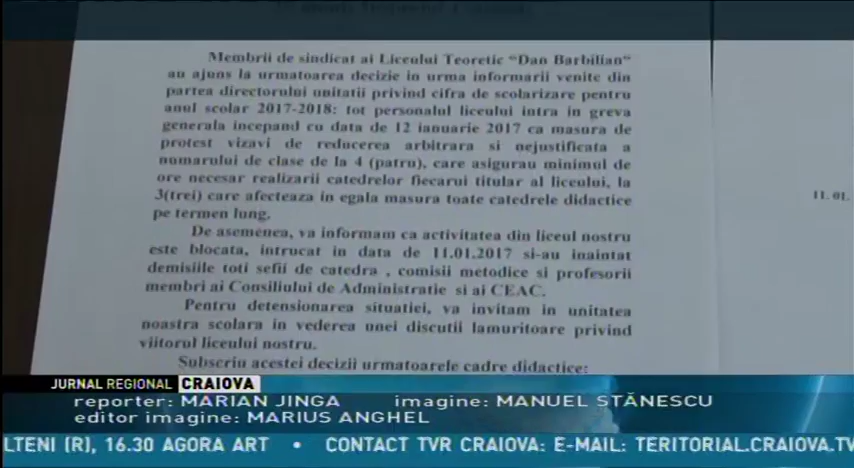 Membrii de sindicat ai Liceului Teoretic "Dan Barbilian"
au ajuns la urmatoarea decizie in urma informarii venite din
partea directorului unitatii privind cifra de scolarizare pentru
anul scolar 2017-2018: tot personalul liceului intra in greva
generala incepand cu data de 12 ianuarie 2017 ca masura de
protest vizavi de reducerea arbitrara si nejustificata a
numarului de clase de la 4 (patru), care asigurau minimul de
ore necesar realizarii catedrelor fiecarui titular al liceului, la
3(trei) care afecteaza in egala masura toate catedrele didactice
pe termen lung.
De asemenea, va informam ca activitatea din liceul nostru
este blocata, intrucat in data de 11.01.2017 si-au inaintat
demisiile toti sefii de catedra , comisii metodice si profesorii
membri ai Consiliului de Administratie si ai CEAC.
Pentru detensionarea situatiei, va invitam in unitatea
noastra scolara in vederea unei discutii lamuritoare privind
viitorul liceului nostru.
Subscriu acestei decizii urmatoarele cadre didactice:
11.01.
JURNAL REGIONAL CRAIOVA
reporter: MARIAN JINGA imagine: MANUEL STĂNESCU
editor imagine: MARIUS ANGHEL
LTENI (R), 16.30 AGORA ART • CONTACT TVR CRAIOVA: E-MAIL: TERITORIAL.CRAIOVA.TV